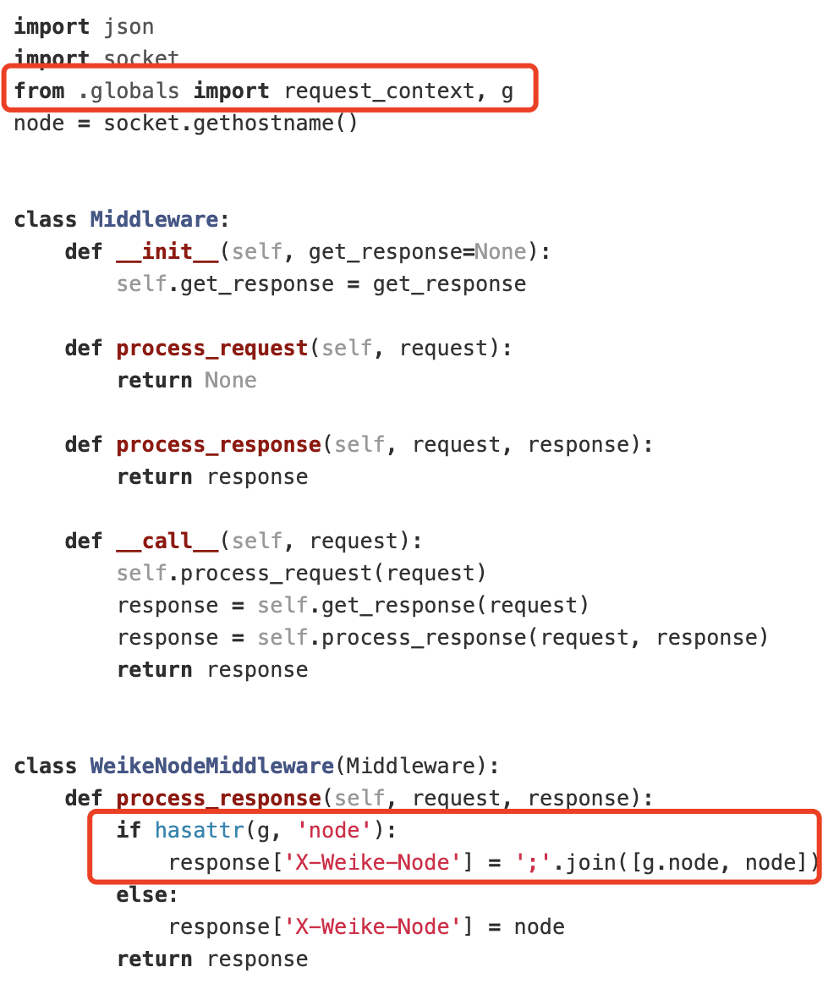 import json
import socket
from .globals import request_context, g
node = socket.gethostname()
class Middleware:
    def __init__(self, get_response=None):
        self.get_response = get_response
    def process_request(self, request):
        return None
    def process_response(self, request, response):
        return response
    def __call__(self, request):
        self.process_request(request)
        response = self.get_response(request)
        response = self.process_response(request, response)
        return response
class WeikeNodeMiddleware(Middleware):
    def process_response(self, request, response):
        if hasattr(g, 'node'):
            response['X-Weike-Node'] = ';'.join([g.node, node])
        else:
            response['X-Weike-Node'] = node
        return response